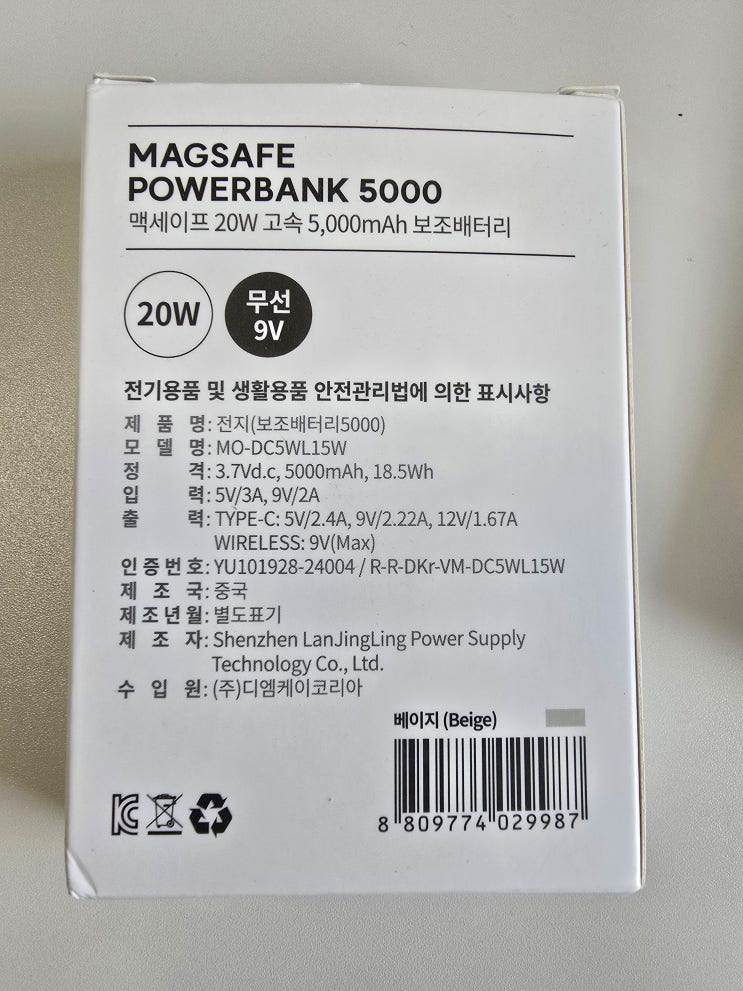 MAGSAFE
POWERBANK 5000
맥세이프 20W 고속 5,000mAh 보조배터리
20W
무선
9V
전기용품 및 생활용품 안전관리법에 의한 표시사항
제 품 명: 전지(보조배터리5000)
모 델 명: MO-DC5WL15W
정 격: 3.7Vd.c, 5000mAh, 18.5Wh
입 력: 5V/3A, 9V/2A
출 력: TYPE-C: 5V/2.4A, 9V/2.22A, 12V/1.67A
WIRELESS: 9V(Max)
인증번호: YU101928-24004 / R-R-DKr-VM-DC5WL15W
제 조 국: 중국
제조년월: 별도표기
제 조 자: Shenzhen LanJingLing Power Supply
Technology Co., Ltd.
수 입 원: (주)디엠케이코리아
베이지 (Beige)
8 809774 029987